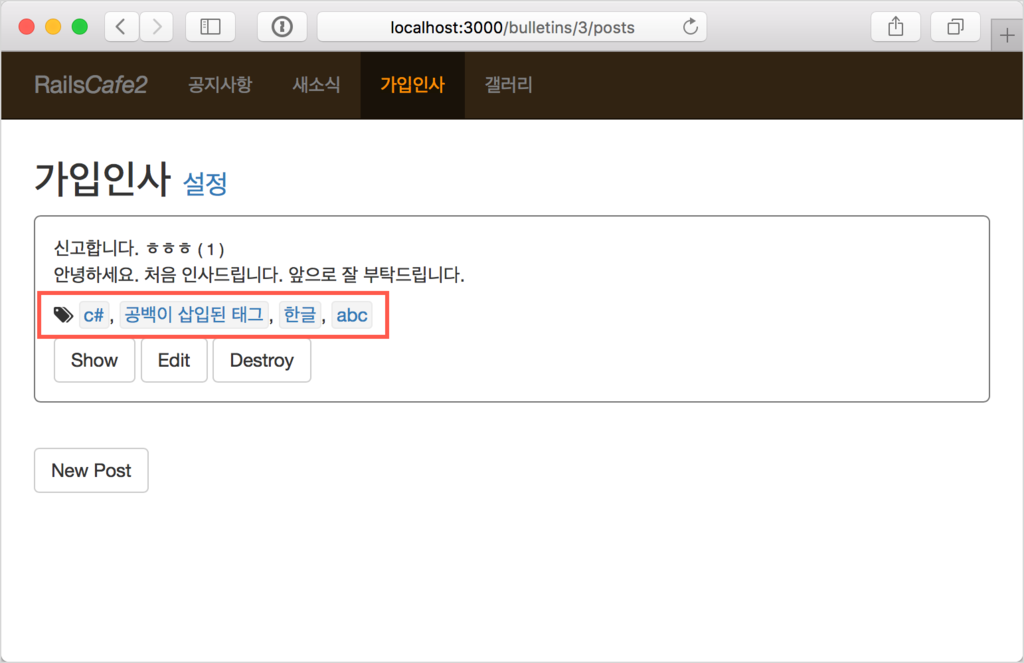 localhost:3000/bulletins/3/posts
RailsCafe2 공지사항 새소식 가입인사 갤러리
가입인사 설정
신고합니다. ㅎㅎㅎ ( 1 )
안녕하세요. 처음 인사드립니다. 앞으로 잘 부탁드립니다.
c# , 공백이 삽입된 태그 , 한글 , abc
Show Edit Destroy
New Post